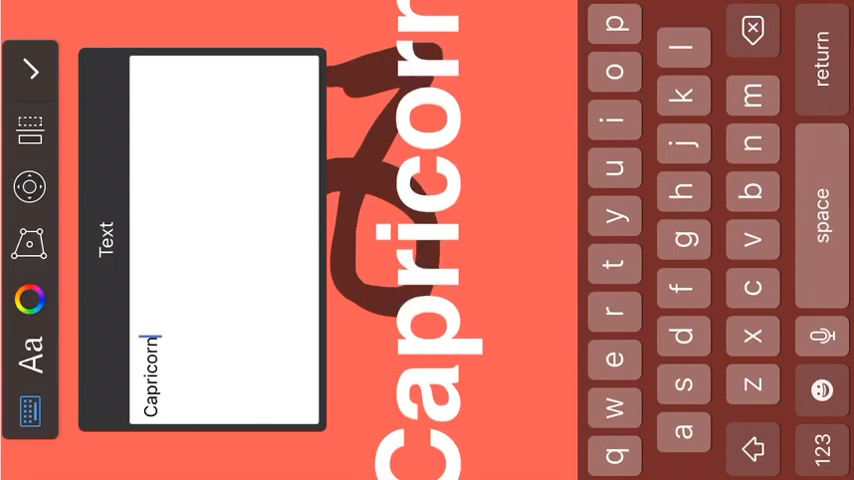 Aa
Text
Capricorn
Capricorn
q w e r t y u i o p
a s d f g h j k l
z x c v b n m
123 space return